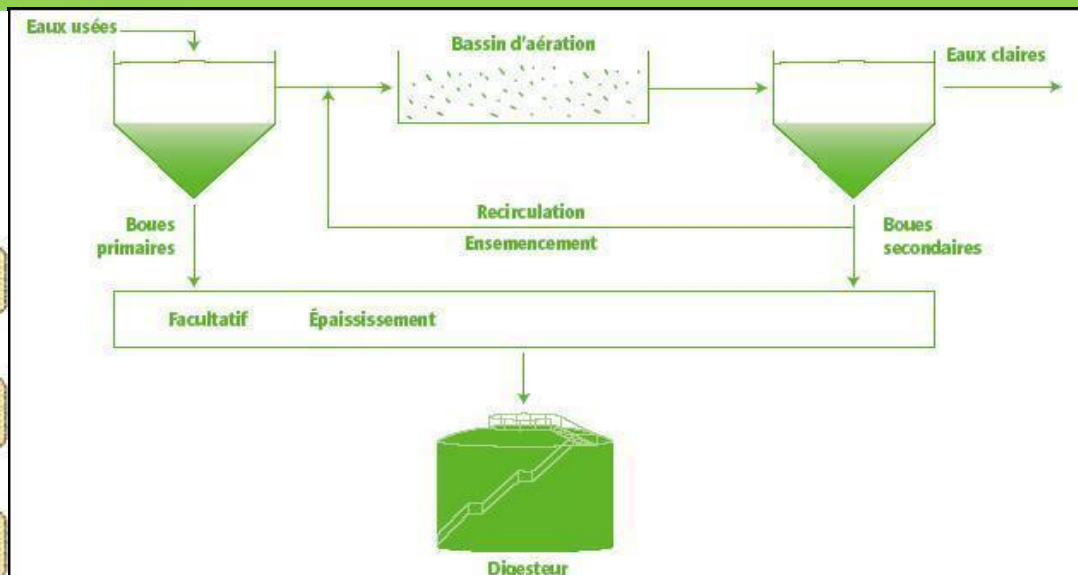 Eaux usées
Bassin d'aération
Eaux claires
Recirculation
Ensemencement
Boues
primaires
Boues
secondaires
Facultatif
Épaississement
Digesteur